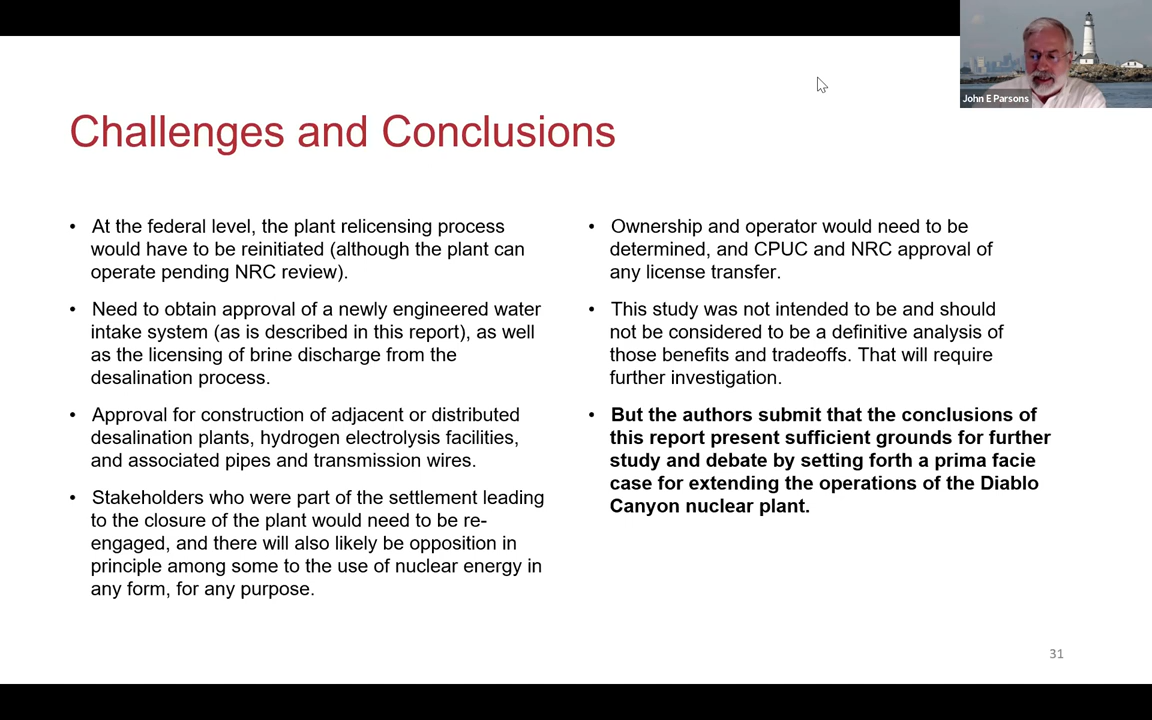 John E Parsons
Challenges and Conclusions
• At the federal level, the plant relicensing process
would have to be reinitiated (although the plant can
operate pending NRC review).
• Need to obtain approval of a newly engineered water
intake system (as is described in this report), as well
as the licensing of brine discharge from the
desalination process.
• Approval for construction of adjacent or distributed
desalination plants, hydrogen electrolysis facilities,
and associated pipes and transmission wires.
• Stakeholders who were part of the settlement leading
to the closure of the plant would need to be re-
engaged, and there will also likely be opposition in
principle among some to the use of nuclear energy in
any form, for any purpose.
• Ownership and operator would need to be
determined, and CPUC and NRC approval of
any license transfer.
• This study was not intended to be and should
not be considered to be a definitive analysis of
those benefits and tradeoffs. That will require
further investigation.
• But the authors submit that the conclusions of
this report present sufficient grounds for further
study and debate by setting forth a prima facie
case for extending the operations of the Diablo
Canyon nuclear plant.
31